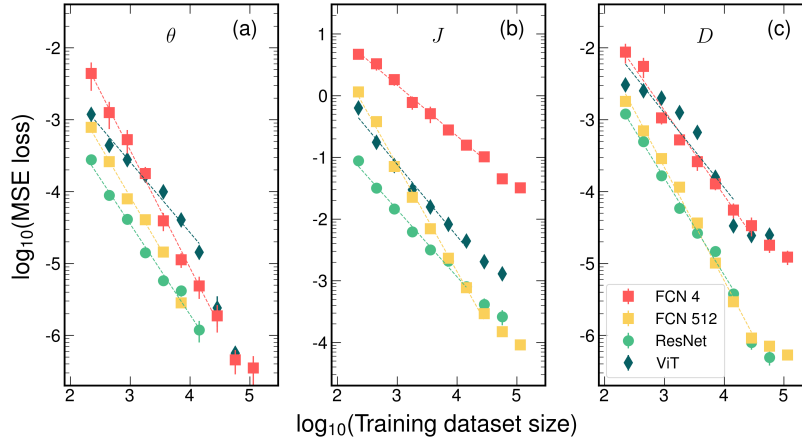 θ (a)
J (b)
D (c)
log₁₀(MSE loss)
-2
-3
-4
-5
-6
1
0
-1
-2
-3
-4
-2
-3
-4
-5
-6
FCN 4
FCN 512
ResNet
ViT
2 3 4 5
2 3 4 5
2 3 4 5
log₁₀(Training dataset size)